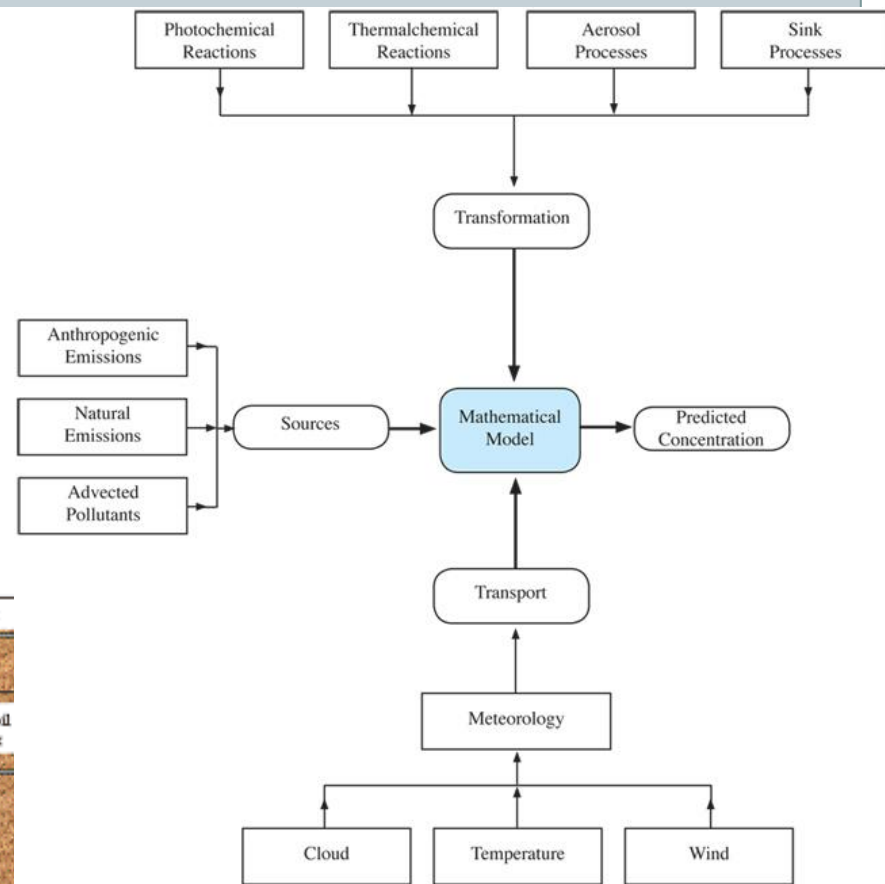 Photochemical
Reactions
Thermalchemical
Reactions
Aerosol
Processes
Sink
Processes
Transformation
Anthropogenic
Emissions
Natural
Emissions
Advected
Pollutants
Sources
Mathematical
Model
Predicted
Concentration
Transport
Meteorology
Cloud
Temperature
Wind